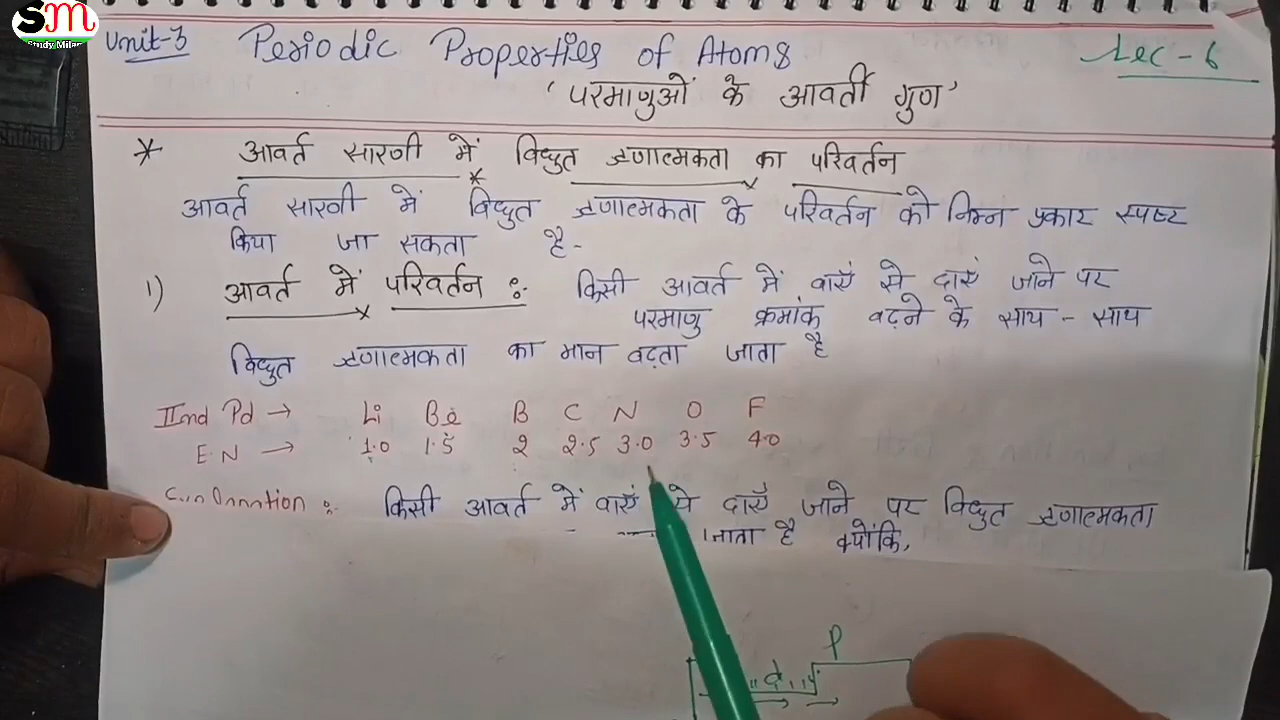 SM
Study Milan
Unit-3 Periodic Properties of Atoms Lec-6
'परमाणुओं के आवर्ती गुण'
* आवर्त सारणी में विद्युत ऋणात्मकता का परिवर्तन
आवर्त सारणी में विद्युत ऋणात्मकता के परिवर्तन को निम्न प्रकार स्पष्ट
किया जा सकता है-
1) आवर्त में परिवर्तन :- किसी आवर्त में बाएं से दाएं जाने पर
परमाणु क्रमांक बढ़ने के साथ-साथ
विद्युत ऋणात्मकता का मान बढ़ता जाता है
IInd Pd → Li Be B C N O F
E.N → 1.0 1.5 2 2.5 3.0 3.5 4.0
किसी आवर्त में बाएं से दाएँ जाने पर विद्युत ऋणात्मकता
जाता है क्योंकि,
P
d